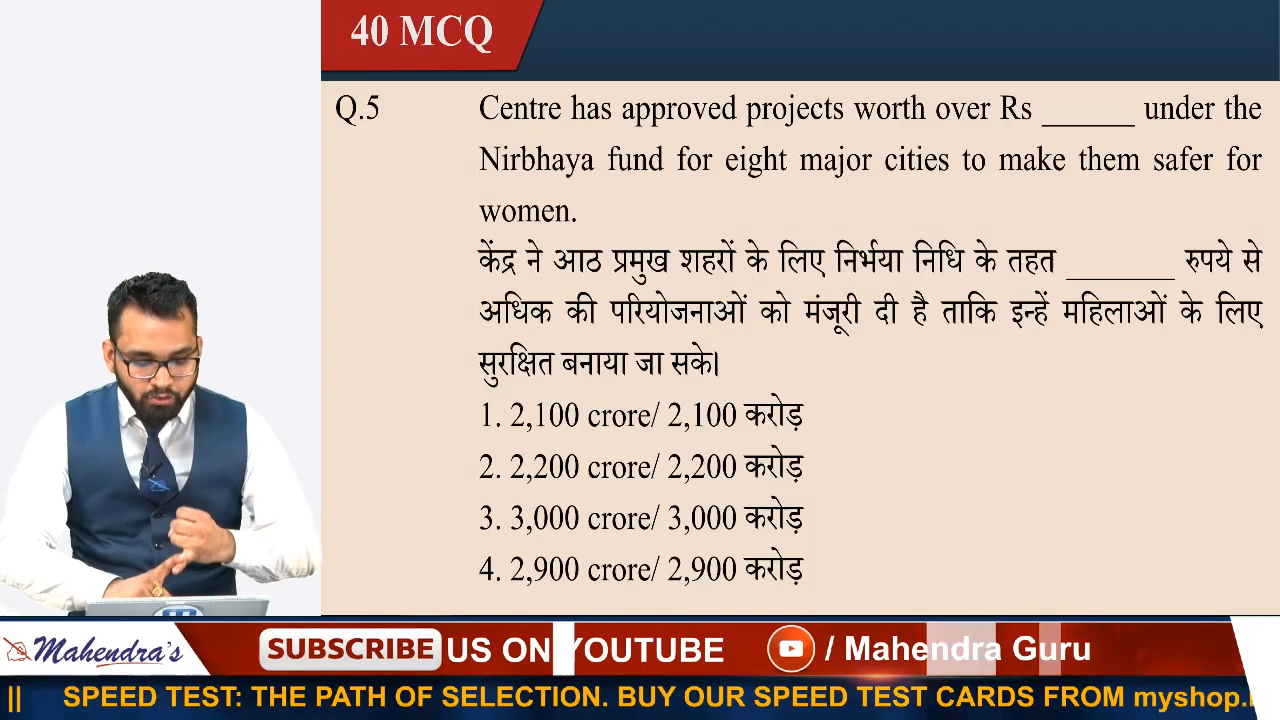 40 MCQ
Q.5 Centre has approved projects worth over Rs ______ under the
Nirbhaya fund for eight major cities to make them safer for
women.
केंद्र ने आठ प्रमुख शहरों के लिए निर्भया निधि के तहत _______ रुपये से
अधिक की परियोजनाओं को मंजूरी दी है ताकि इन्हें महिलाओं के लिए
सुरक्षित बनाया जा सके।
1. 2,100 crore/ 2,100 करोड़
2. 2,200 crore/ 2,200 करोड़
3. 3,000 crore/ 3,000 करोड़
4. 2,900 crore/ 2,900 करोड़
Mahendra's SUBSCRIBE US ON YOUTUBE / Mahendra Guru
|| SPEED TEST: THE PATH OF SELECTION. BUY OUR SPEED TEST CARDS FROM myshop.